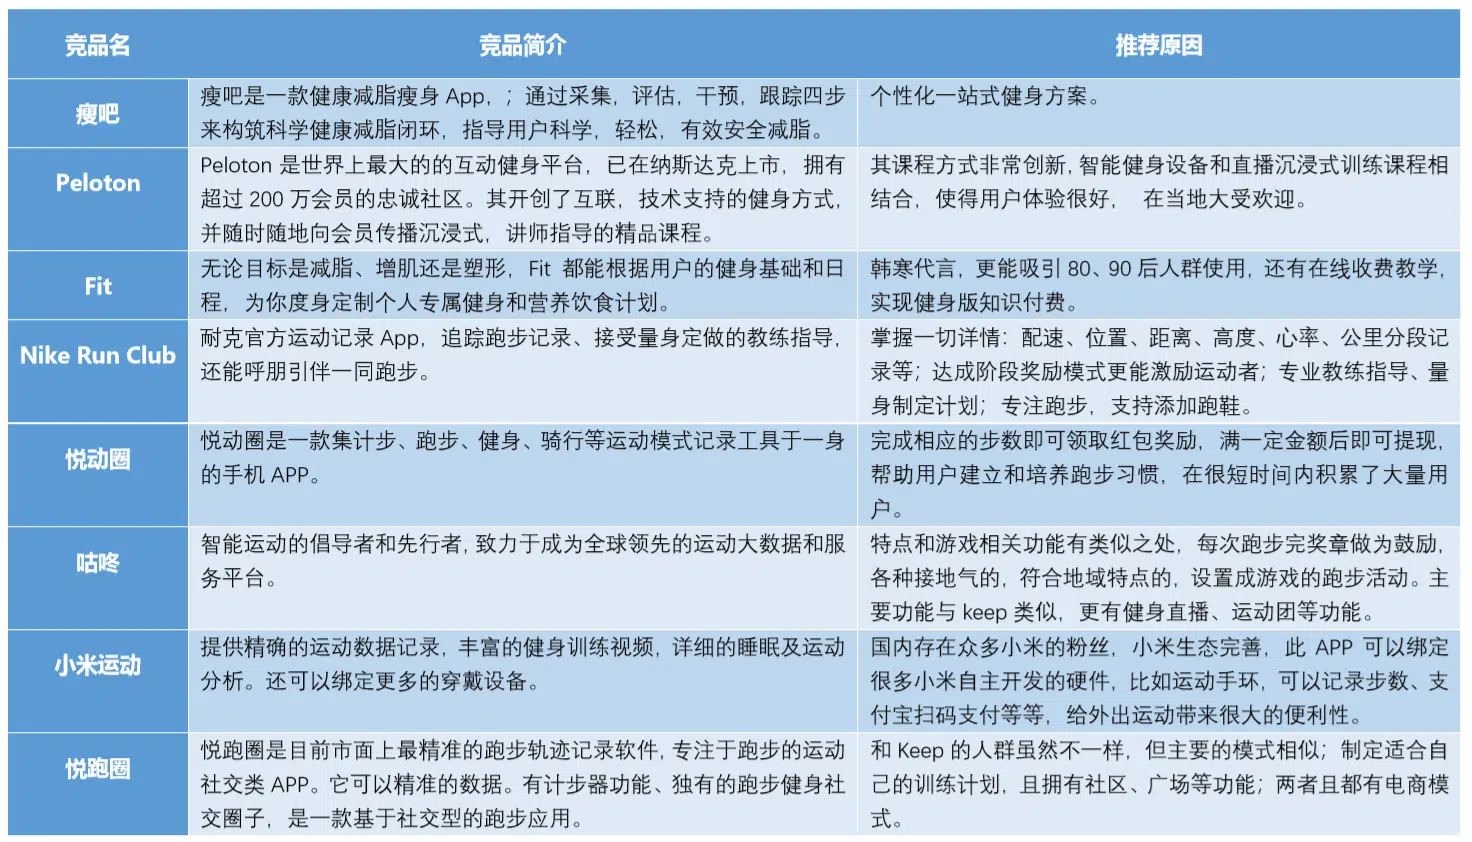 竞品名 竞品简介 推荐原因
瘦吧
瘦吧是一款健康减脂瘦身 App，；通过采集，评估，干预，跟踪四步
来构筑科学健康减脂闭环，指导用户科学，轻松，有效安全减脂。
个性化一站式健身方案。
Peloton
Peloton 是世界上最大的的互动健身平台，已在纳斯达克上市，拥有
超过 200 万会员的忠诚社区。其开创了互联，技术支持的健身方式，
并随时随地向会员传播沉浸式，讲师指导的精品课程。
其课程方式非常创新，智能健身设备和直播沉浸式训练课程相
结合，使得用户体验很好， 在当地大受欢迎。
Fit
无论目标是减脂、增肌还是塑形，Fit 都能根据用户的健身基础和日
程，为你度身定制个人专属健身和营养饮食计划。
韩寒代言，更能吸引 80、90 后人群使用，还有在线收费教学，
实现健身版知识付费。
Nike Run Club
耐克官方运动记录 App，追踪跑步记录、接受量身定做的教练指导，
还能呼朋引伴一同跑步。
掌握一切详情：配速、位置、距离、高度、心率、公里分段记
录等；达成阶段奖励模式更能激励运动者；专业教练指导、量
身制定计划；专注跑步，支持添加跑鞋。
悦动圈
悦动圈是一款集计步、跑步、健身、骑行等运动模式记录工具于一身
的手机 APP。
完成相应的步数即可领取红包奖励，满一定金额后即可提现，
帮助用户建立和培养跑步习惯，在很短时间内积累了大量用
户。
咕咚
智能运动的倡导者和先行者，致力于成为全球领先的运动大数据和服
务平台。
特点和游戏相关功能有类似之处，每次跑步完奖章做为鼓励，
各种接地气的，符合地域特点的，设置成游戏的跑步活动。主
要功能与 keep 类似，更有健身直播、运动团等功能。
小米运动
提供精确的运动数据记录，丰富的健身训练视频，详细的睡眠及运动
分析。还可以绑定更多的穿戴设备。
国内存在众多小米的粉丝，小米生态完善，此 APP 可以绑定
很多小米自主开发的硬件，比如运动手环，可以记录步数、支
付宝扫码支付等等，给外出运动带来很大的便利性。
悦跑圈
悦跑圈是目前市面上最精准的跑步轨迹记录软件，专注于跑步的运动
社交类 APP。它可以精准的数据。有计步器功能、独有的跑步健身社
交圈子，是一款基于社交型的跑步应用。
和 Keep 的人群虽然不一样，但主要的模式相似；制定适合自
己的训练计划，且拥有社区、广场等功能；两者且都有电商模
式。